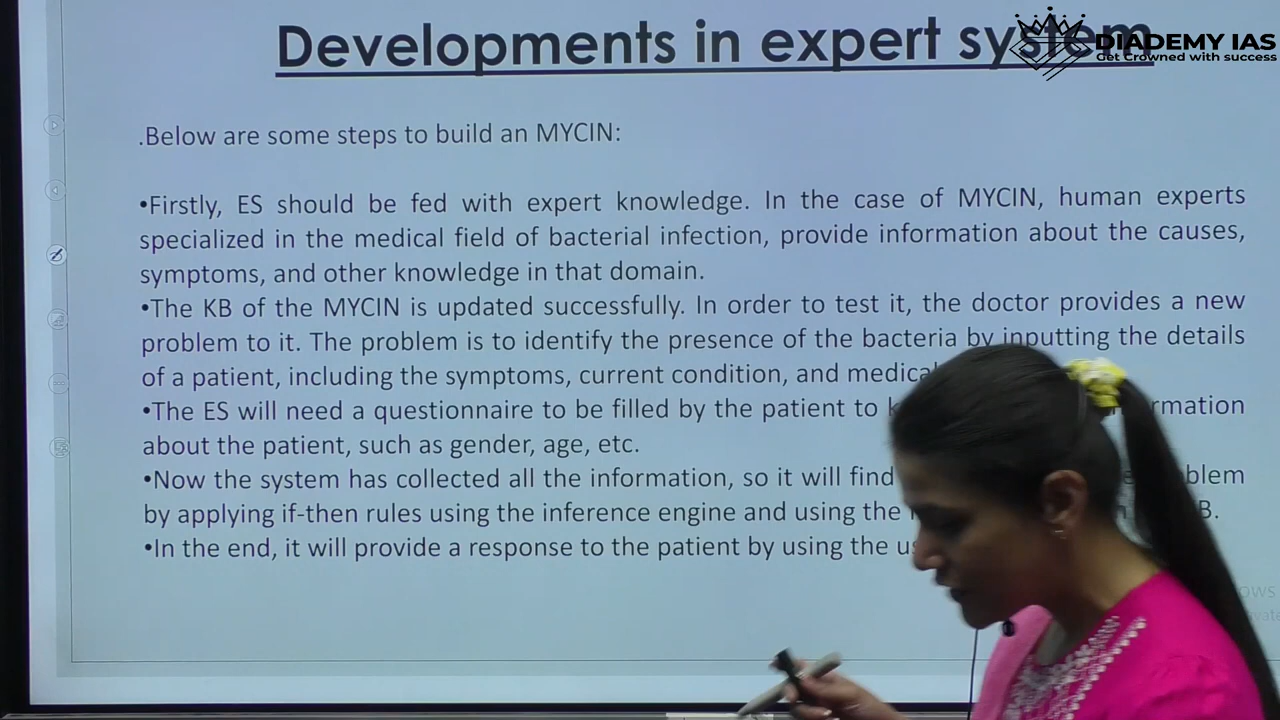 Developments in expert system
DIADEMY IAS
Get Crowned with success
.Below are some steps to build an MYCIN:
•Firstly, ES should be fed with expert knowledge. In the case of MYCIN, human experts
specialized in the medical field of bacterial infection, provide information about the causes,
symptoms, and other knowledge in that domain.
•The KB of the MYCIN is updated successfully. In order to test it, the doctor provides a new
problem to it. The problem is to identify the presence of the bacteria by inputting the details
of a patient, including the symptoms, current condition, and
•The ES will need a questionnaire to be filled by the patient to
about the patient, such as gender, age, etc.
•Now the system has collected all the information, so it will find
by applying if-then rules using the inference engine and using the
•In the end, it will provide a response to the patient by using the